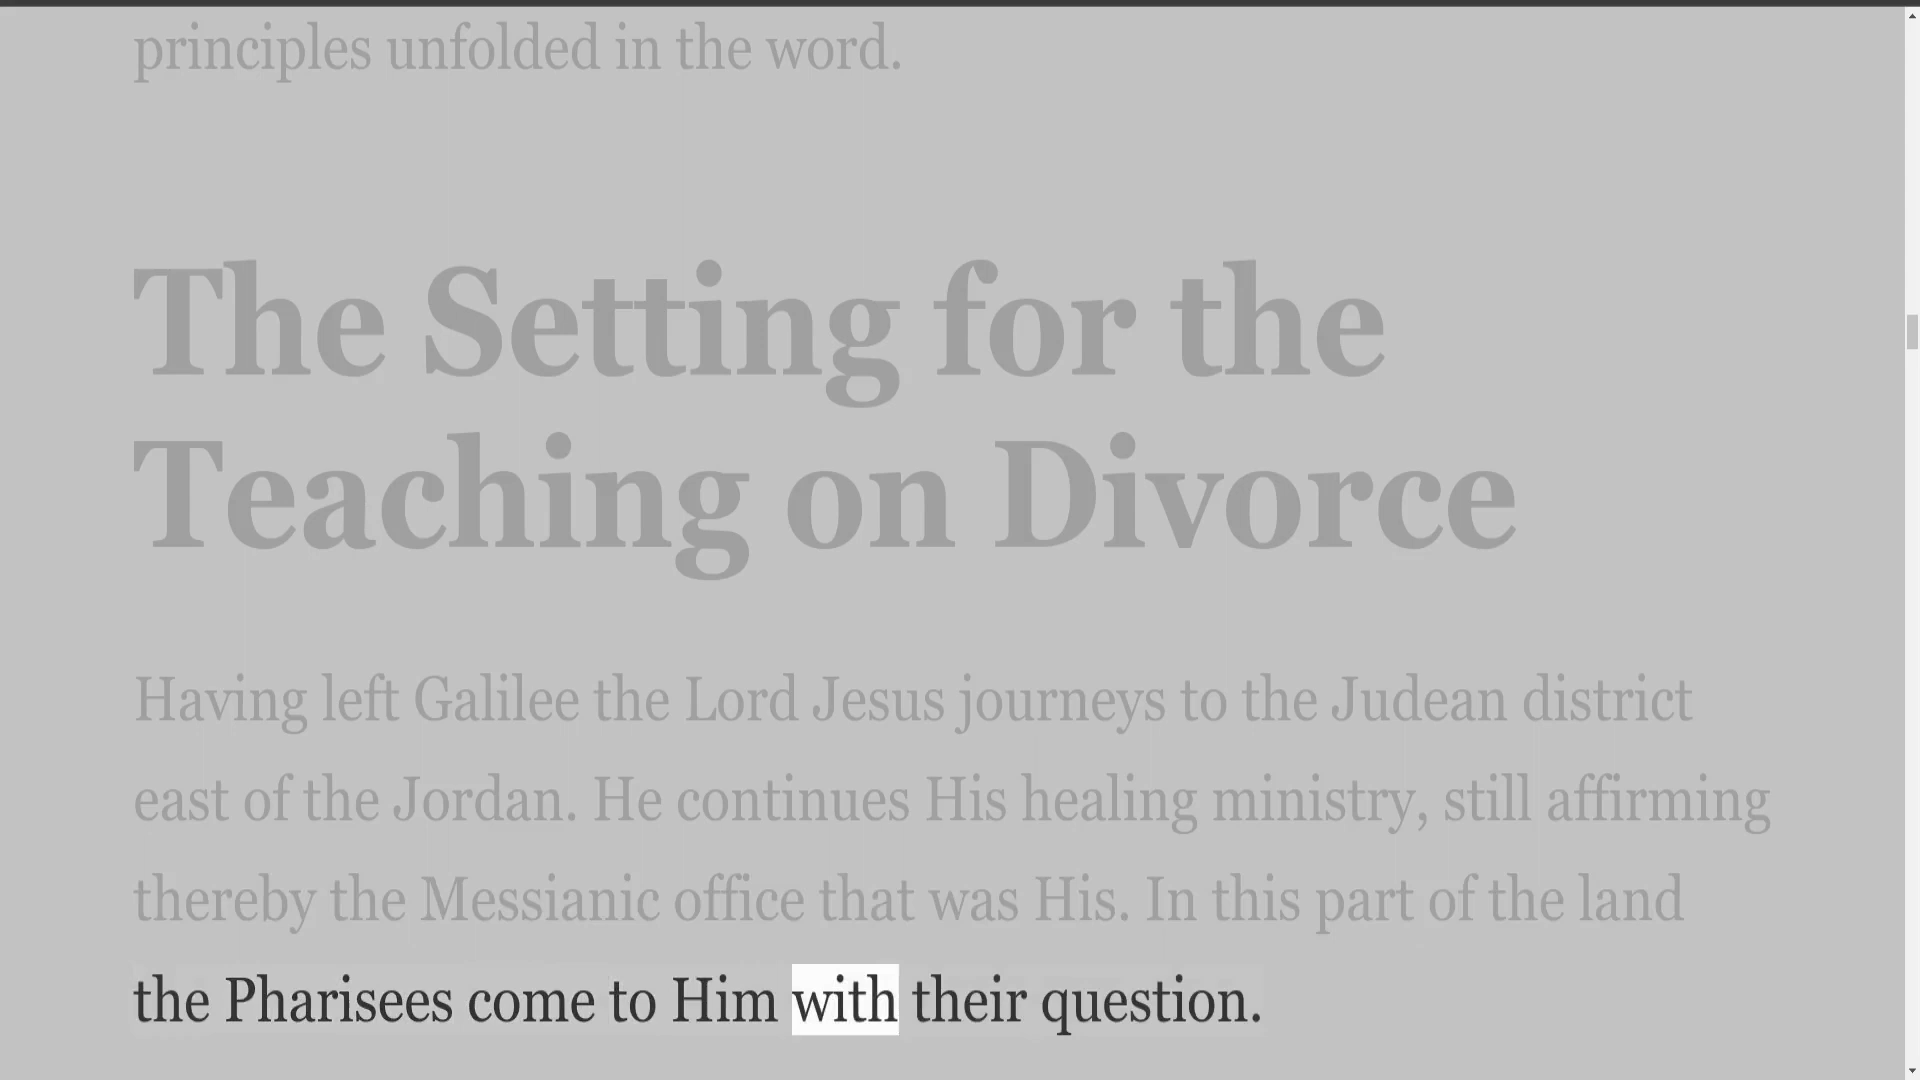 principles unfolded in the word.
The Setting for the
Teaching on Divorce
Having left Galilee the Lord Jesus journeys to the Judean district
east of the Jordan. He continues His healing ministry, still affirming
thereby the Messianic office that was His. In this part of the land
the Pharisees come to Him with their question.